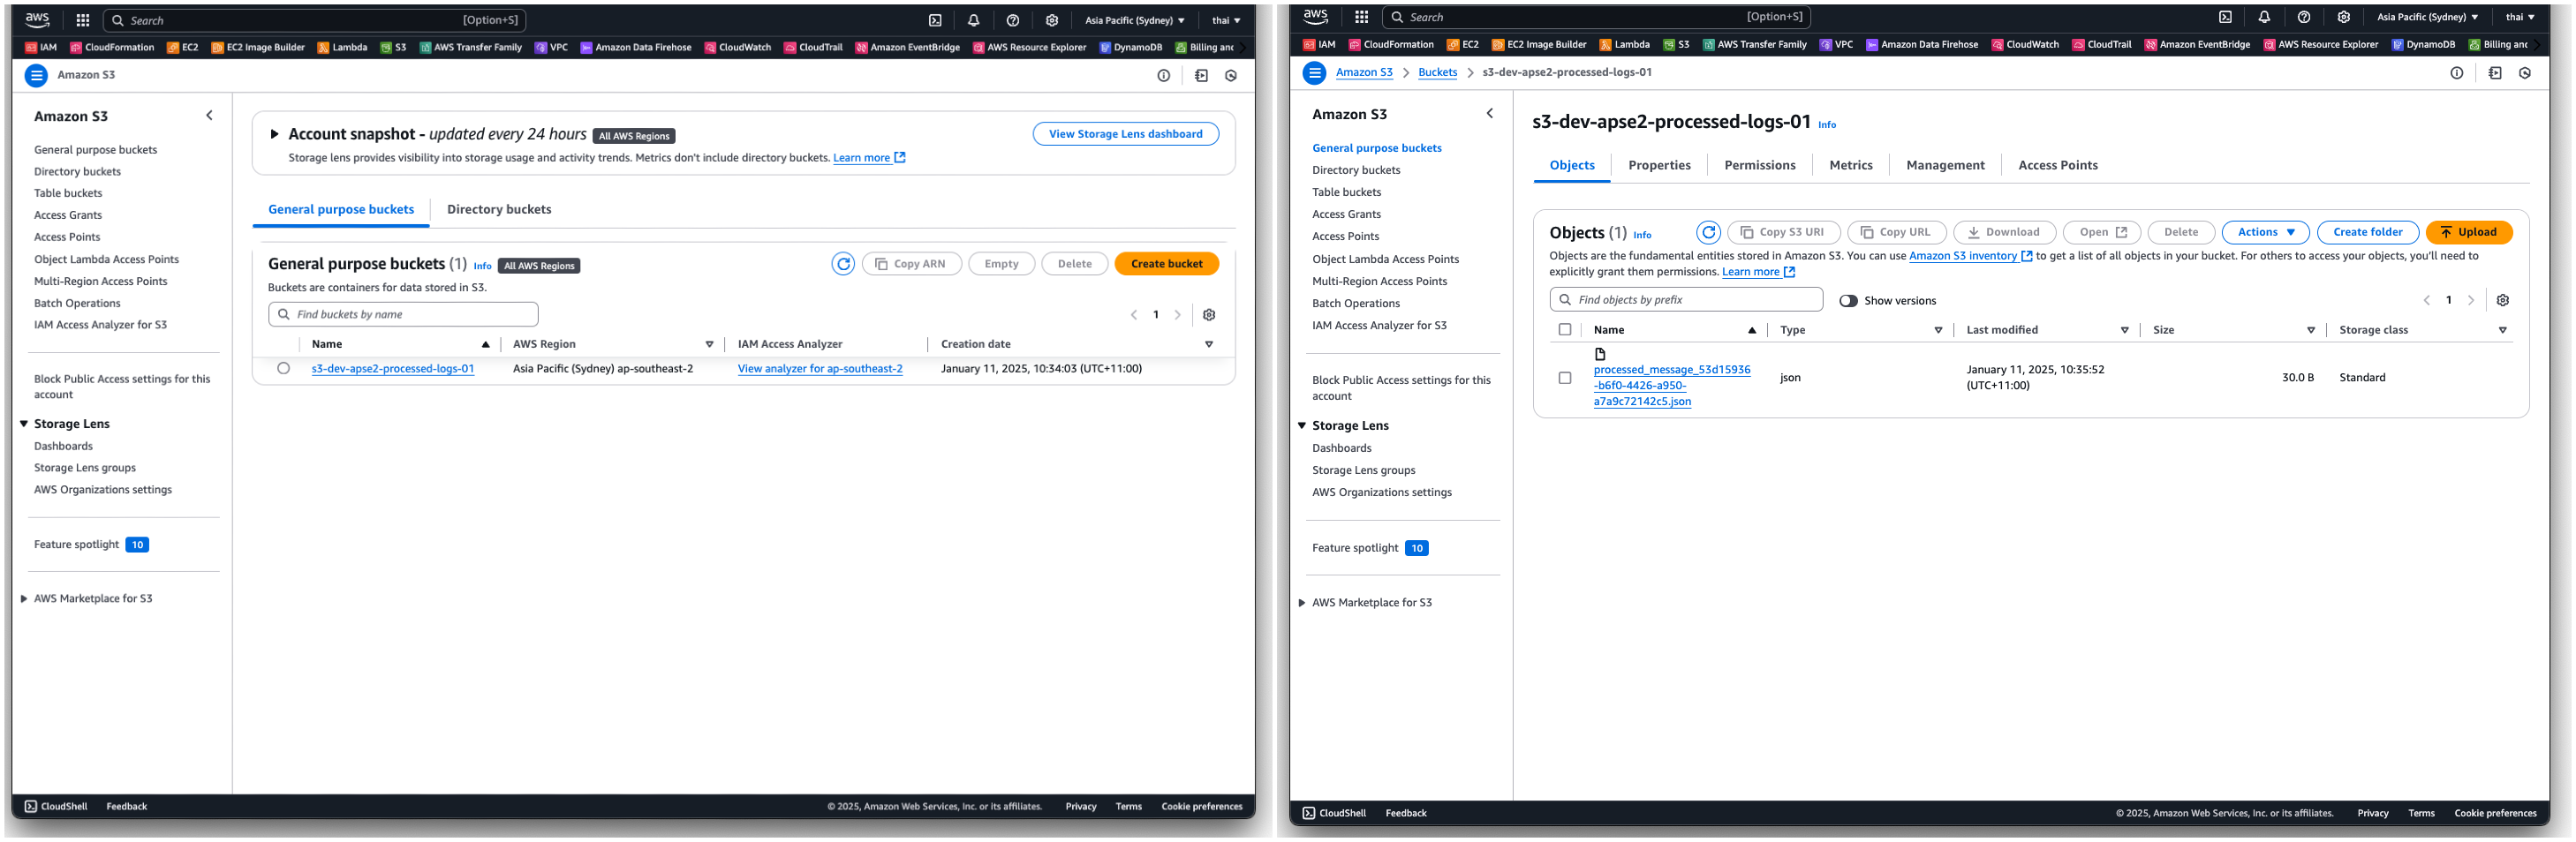 aws Search [Option+S] Asia Pacific (Sydney) thai
IAM CloudFormation EC2 EC2 Image Builder Lambda S3 AWS Transfer Family VPC Amazon Data Firehose CloudWatch CloudTrail Amazon EventBridge AWS Resource Explorer DynamoDB Billing and
Amazon S3
Amazon S3
General purpose buckets
Directory buckets
Table buckets
Access Grants
Access Points
Object Lambda Access Points
Multi-Region Access Points
Batch Operations
IAM Access Analyzer for S3
Block Public Access settings for this
account
Storage Lens
Dashboards
Storage Lens groups
AWS Organizations settings
Feature spotlight 10
AWS Marketplace for S3
Account snapshot - updated every 24 hours All AWS Regions View Storage Lens dashboard
Storage lens provides visibility into storage usage and activity trends. Metrics don't include directory buckets. Learn more
General purpose buckets Directory buckets
General purpose buckets (1) Info All AWS Regions Copy ARN Empty Delete Create bucket
Buckets are containers for data stored in S3.
Find buckets by name 1
Name AWS Region IAM Access Analyzer Creation date
s3-dev-apse2-processed-logs-01 Asia Pacific (Sydney) ap-southeast-2 View analyzer for ap-southeast-2 January 11, 2025, 10:34:03 (UTC+11:00)
CloudShell Feedback © 2025, Amazon Web Services, Inc. or its affiliates. Privacy Terms Cookie preferences
aws Search [Option+S] Asia Pacific (Sydney) thai
IAM CloudFormation EC2 EC2 Image Builder Lambda S3 AWS Transfer Family VPC Amazon Data Firehose CloudWatch CloudTrail Amazon EventBridge AWS Resource Explorer DynamoDB Billing anc
Amazon S3 Buckets s3-dev-apse2-processed-logs-01
Amazon S3
General purpose buckets
Directory buckets
Table buckets
Access Grants
Access Points
Object Lambda Access Points
Multi-Region Access Points
Batch Operations
IAM Access Analyzer for S3
Block Public Access settings for this
account
Storage Lens
Dashboards
Storage Lens groups
AWS Organizations settings
Feature spotlight 10
AWS Marketplace for S3
s3-dev-apse2-processed-logs-01 Info
Objects Properties Permissions Metrics Management Access Points
Objects (1) Info Copy S3 URI Copy URL Download Open Delete Actions Create folder Upload
Objects are the fundamental entities stored in Amazon S3. You can use Amazon S3 inventory to get a list of all objects in your bucket. For others to access your objects, you'll need to
explicitly grant them permissions. Learn more
Find objects by prefix Show versions 1
Name Type Last modified Size Storage class
processed_message_53d15936
-b6f0-4426-a950-
a7a9c72142c5.json
json
January 11, 2025, 10:35:52
(UTC+11:00)
30.0 B
Standard
CloudShell Feedback © 2025, Amazon Web Services, Inc. or its affiliates. Privacy Terms Cookie preferences